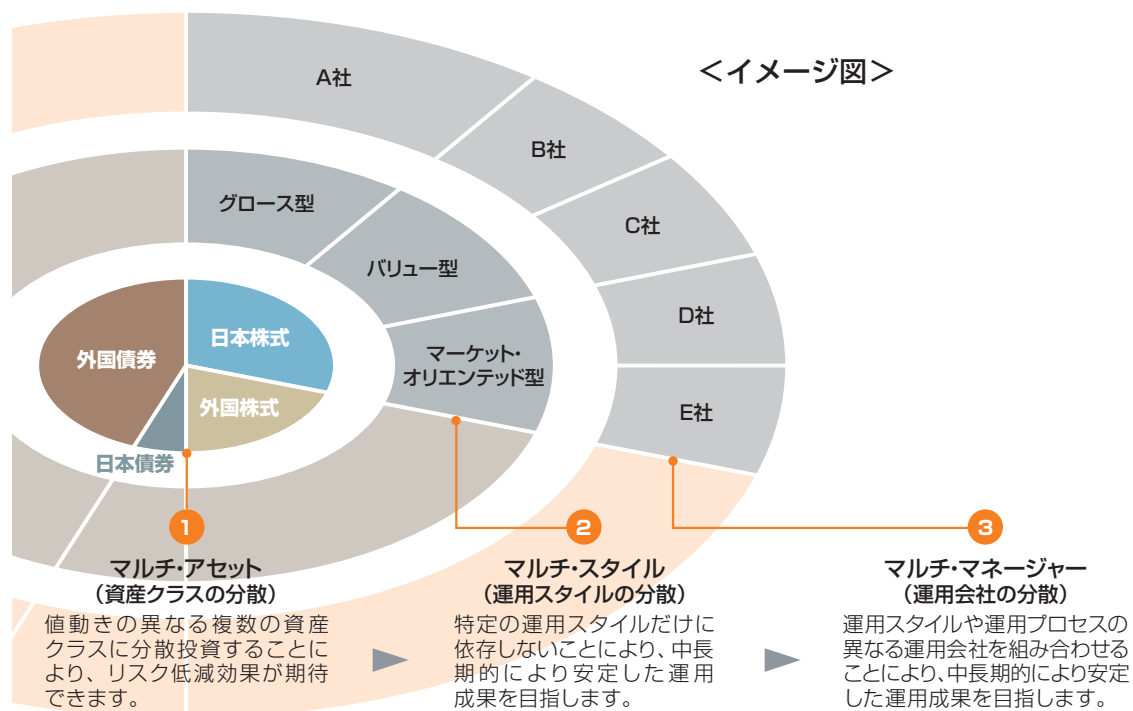 ＜イメージ図＞
A社
B社
C社
D社
E社
グロース型
バリュー型
マーケット・
オリエンテッド型
日本株式
外国債券
外国株式
日本債券
1
マルチ・アセット
（資産クラスの分散）
値動きの異なる複数の資産
クラスに分散投資することに
より、リスク低減効果が期待
できます。
2
マルチ・スタイル
（運用スタイルの分散）
特定の運用スタイルだけに
依存しないことにより、中長
期的により安定した運用
成果を目指します。
3
マルチ・マネージャー
（運用会社の分散）
運用スタイルや運用プロセスの
異なる運用会社を組み合わせる
ことにより、中長期的により安定
した運用成果を目指します。